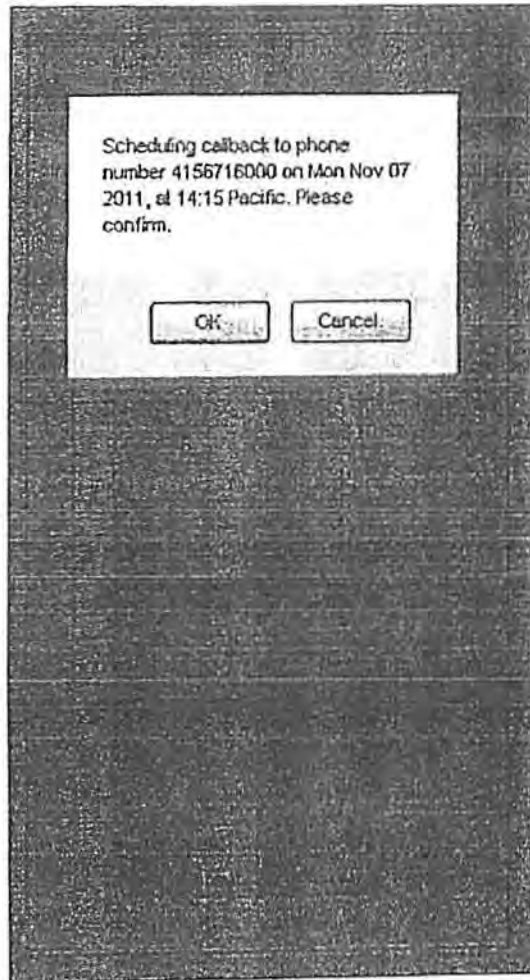 Scheduling callback to phone
number 4156716000 on Mon Nov 07
2011, at 14:15 Pacific. Please
confirm.
OK
Cancel